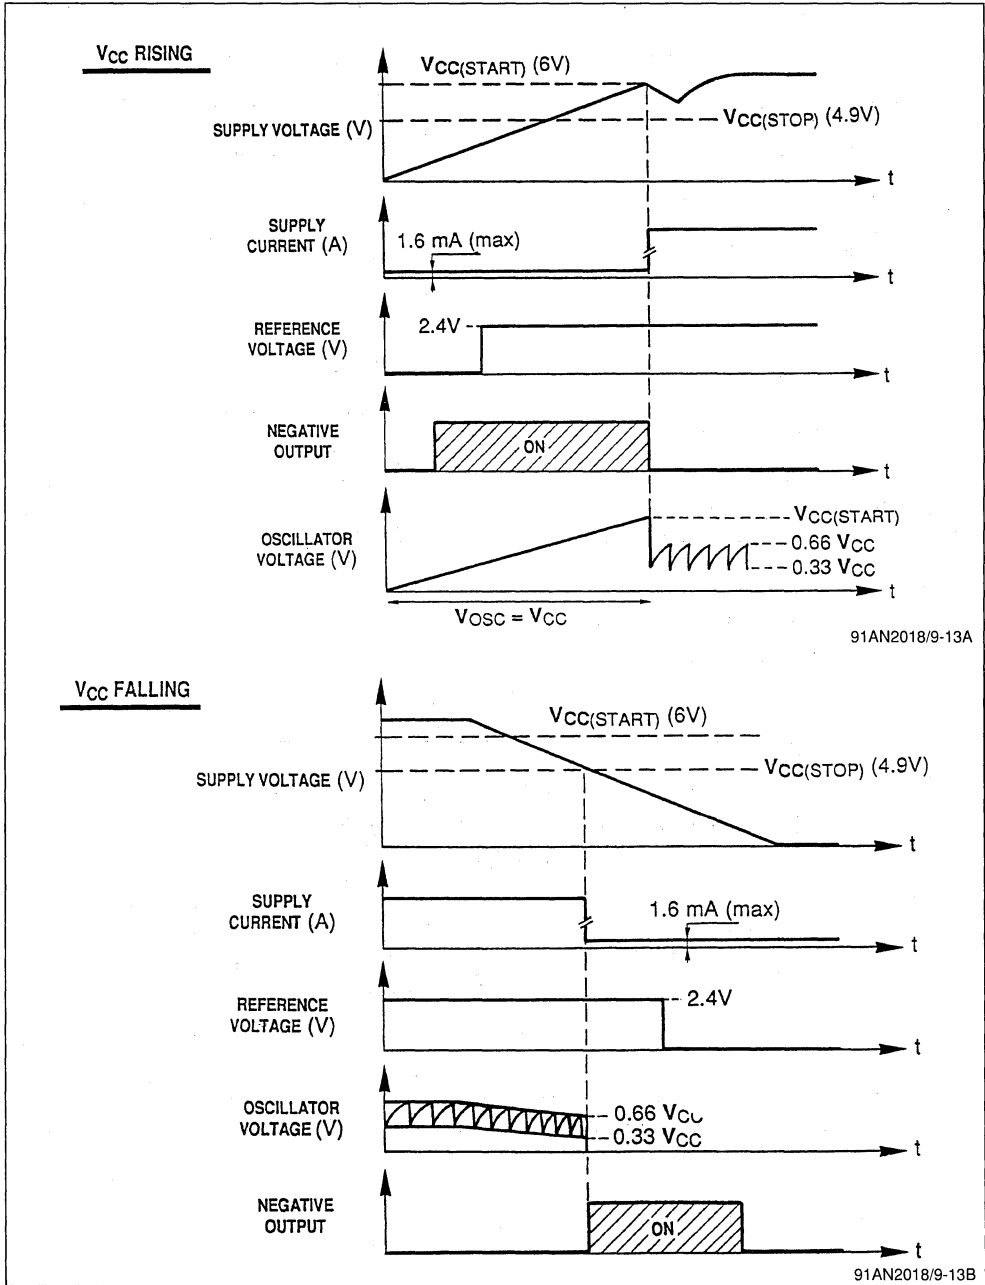 VCC RISING
VCC(START) (6V)
VCC(STOP) (4.9V)
SUPPLY VOLTAGE (V)
t
SUPPLY
CURRENT (A)
1.6 mA (max)
t
REFERENCE
VOLTAGE (V)
2.4V
t
NEGATIVE
OUTPUT
ON
t
OSCILLATOR
VOLTAGE (V)
VCC(START)
0.66 VCC
0.33 VCC
t
VOSC = VCC
91AN2018/9-13A
VCC FALLING
VCC(START) (6V)
VCC(STOP) (4.9V)
SUPPLY VOLTAGE (V)
t
SUPPLY
CURRENT (A)
1.6 mA (max)
t
REFERENCE
VOLTAGE (V)
2.4V
t
OSCILLATOR
VOLTAGE (V)
0.66 VCC
0.33 VCC
t
NEGATIVE
OUTPUT
ON
t
91AN2018/9-13B